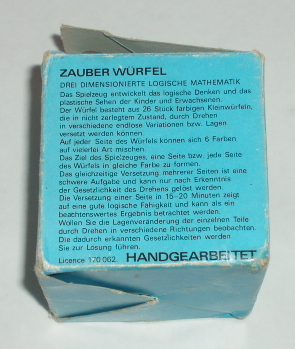 ZAUBER WÜRFEL
DREI DIMENSIONIERTE LOGISCHE MATHEMATIK
Das Spielzeug entwickelt das logische Denken und das
plastische Sehen der Kinder und Erwachsenen.
Der Würfel besteht aus 26 Stück farbigen Kleinwürfeln,
die in nicht zerlegtem Zustand, durch Drehen
in verschiedene endlose Variationen bzw. Lagen
versetzt werden können.
Auf jeder Seite des Würfels können sich 6 Farben
auf vielerlei Art mischen.
Das Ziel des Spielzeuges, eine Seite bzw. jede Seite
des Würfels in gleiche Farbe zu formen.
Das gleichzeitige Versetzung mehrerer Seiten ist eine
schwere Aufgabe und kann nur nach Erkenntnis
der Gesetzlichkeit des Drehens gelöst werden.
Die Versetzung einer Seite in 15–20 Minuten zeigt
auf eine gute logische Fähigkeit und kann als ein
beachtenswertes Ergebnis betrachtet werden.
Wollen Sie die Lagenveränderung der einzelnen Teile
durch Drehen in verschiedene Richtungen beobachten.
Die dadurch erkannten Gesetzlichkeiten werden
Sie zur Lösung führen.
Licence 170 062 HANDGEARBEITET